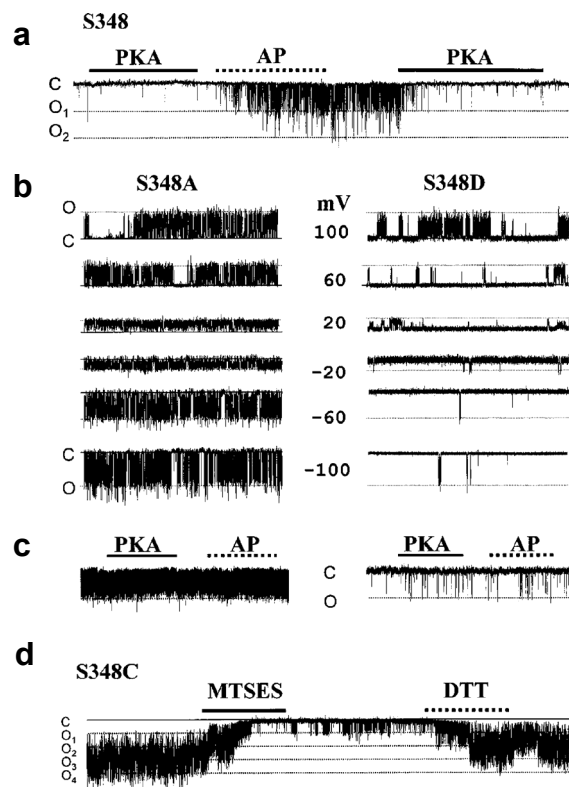 a
S348
PKA AP PKA
C
O1
O2
b
S348A mV S348D
O
C
100
60
20
-20
-60
C
O
-100
c
PKA AP PKA AP
C
O
d
S348C
MTSES DTT
C
O1
O2
O3
O4